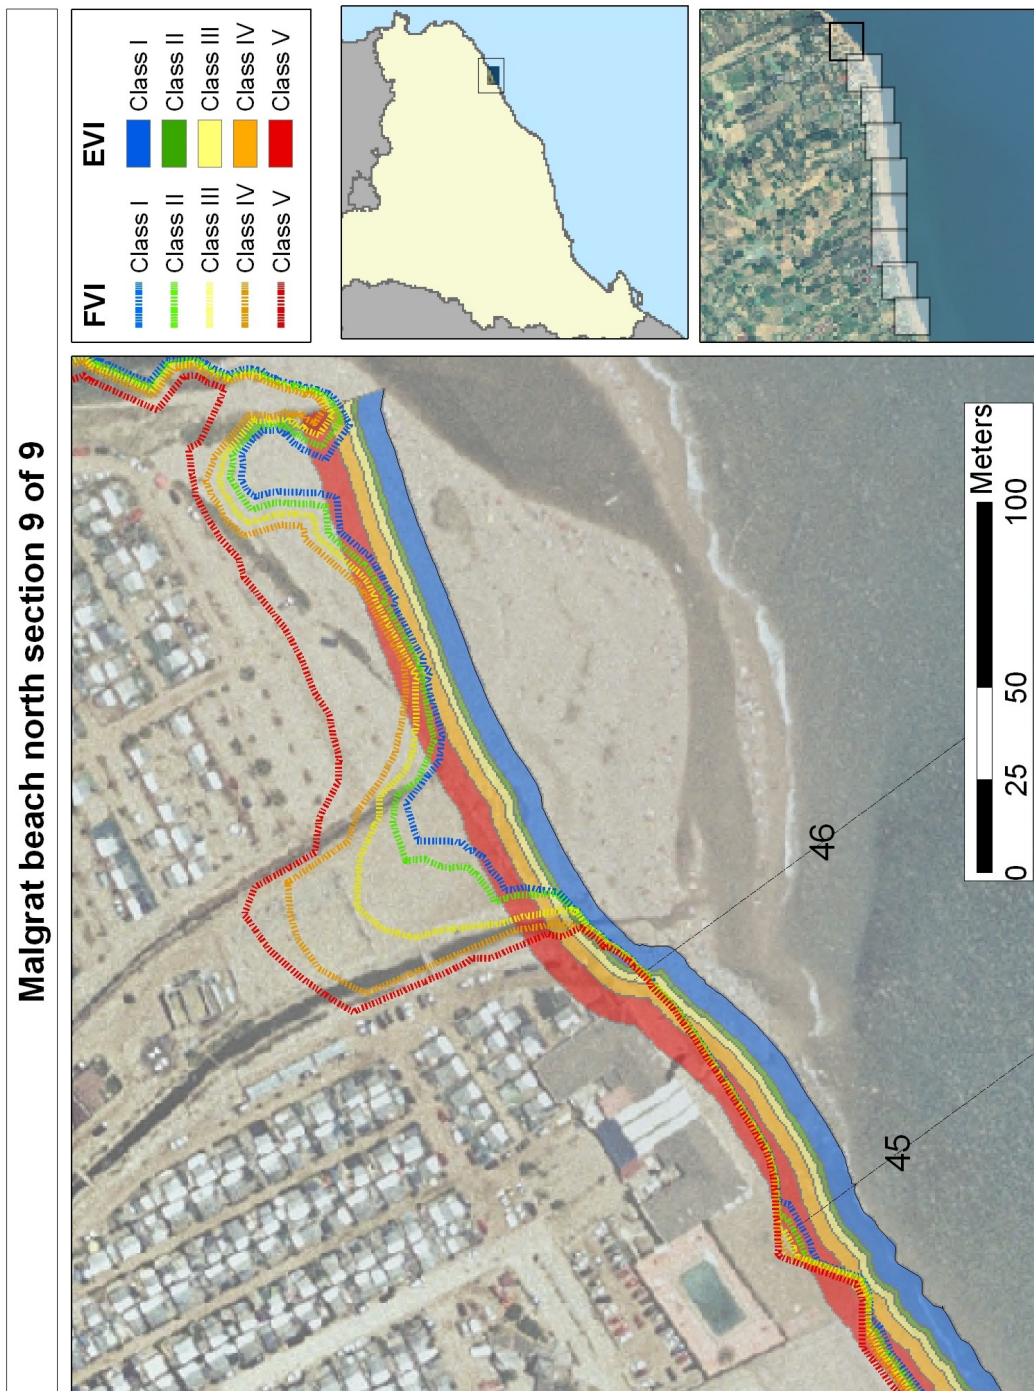 Malgrat beach north section 9 of 9
FVI EVI
Class I Class I
Class II Class II
Class III Class III
Class IV Class IV
Class V Class V
46
45
0 25 50 100
Meters